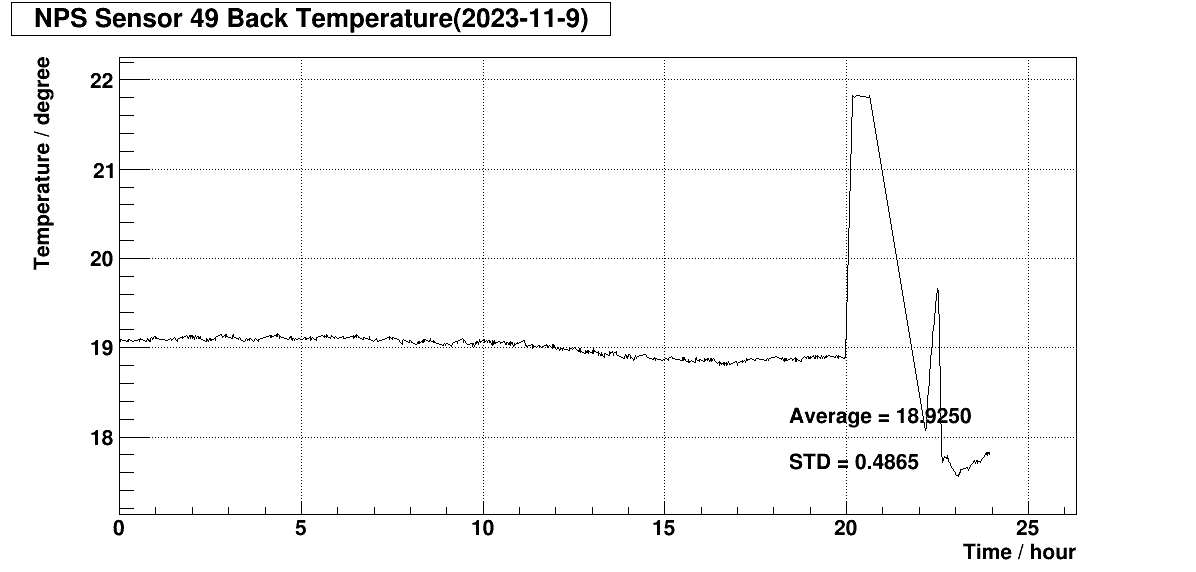 NPS Sensor 49 Back Temperature(2023-11-9)
Temperature / degree
22
21
20
19
18
Average = 18.9250
STD = 0.4865
0 5 10 15 20 25
Time / hour